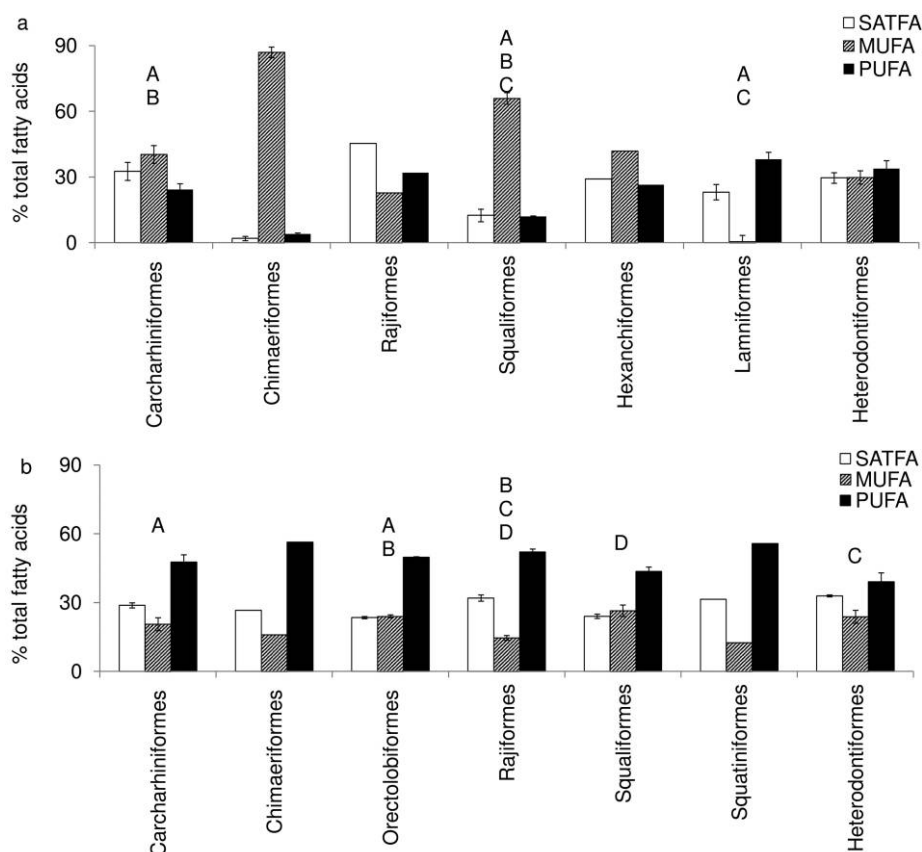 a
% total fatty acids
90
60
30
0
A
B
A
B
C
A
C
SATFA
MUFA
PUFA
Carcharhiniformes
Chimaeriformes
Rajiformes
Squaliformes
Hexanchiformes
Lamniformes
Heterodontiformes
b
% total fatty acids
90
60
30
0
A
A
B
B
C
D
D
C
SATFA
MUFA
PUFA
Carcharhiniformes
Chimaeriformes
Orectolobiformes
Rajiformes
Squaliformes
Squatiniformes
Heterodontiformes